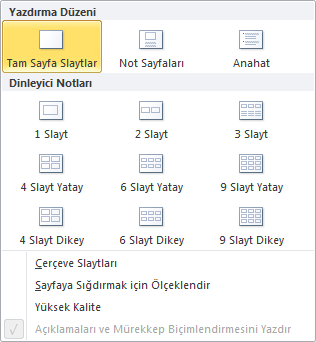 Yazdırma Düzeni
Tam Sayfa Slaytlar Not Sayfaları Anahat
Dinleyici Notları
1 Slayt 2 Slayt 3 Slayt
4 Slayt Yatay 6 Slayt Yatay 9 Slayt Yatay
4 Slayt Dikey 6 Slayt Dikey 9 Slayt Dikey
Çerçeve Slaytları
Sayfaya Sığdırmak için Ölçeklendir
Yüksek Kalite
Açıklamaları ve Mürekkep Biçimlendirmesini Yazdır